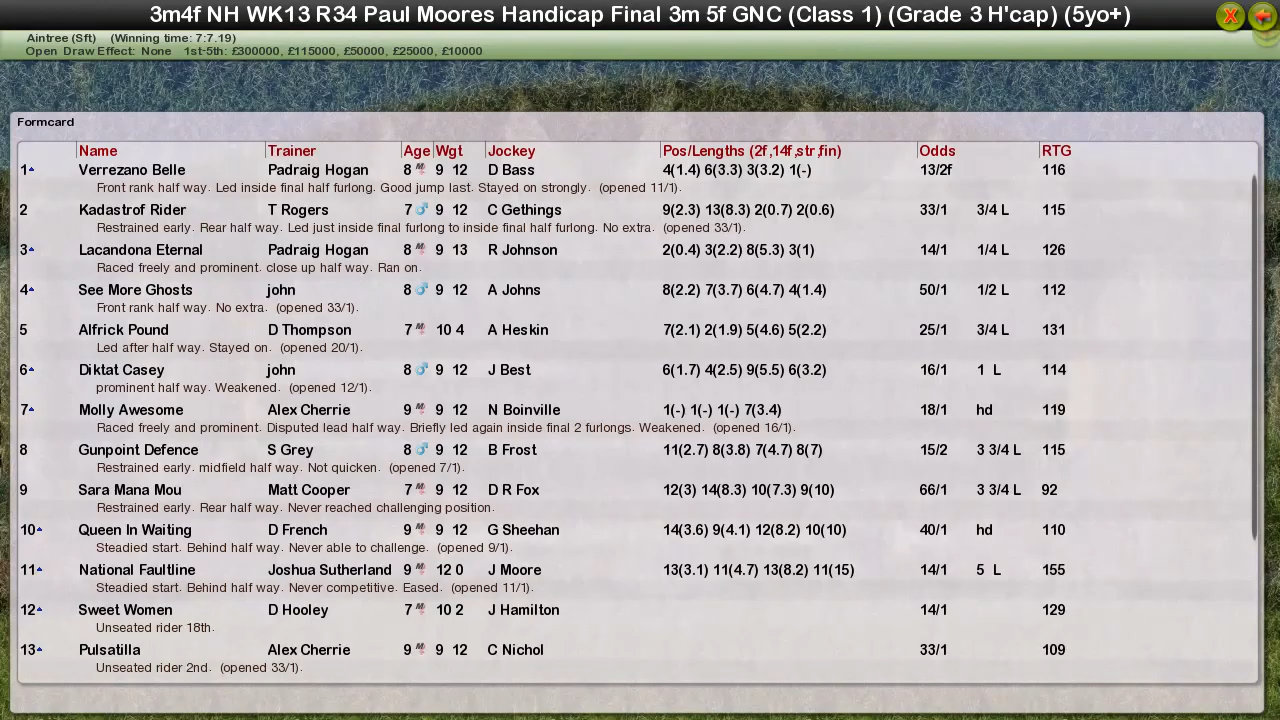 3m4f NH WK13 R34 Paul Moores Handicap Final 3m 5f GNC (Class 1) (Grade 3 H'cap) (5yo+)
X
Aintree (Sft) (Winning time: 7:7.19)
Open Draw Effect: None 1st-5th: £300000, £115000, £50000, £25000, £10000
Formcard
Name Trainer Age Wgt Jockey Pos/Lengths (2f,14f,str,fin) Odds RTG
1 Verrezano Belle Padraig Hogan 8 9 12 D Bass 4(1.4) 6(3.3) 3(3.2) 1(-) 13/2f 116
Front rank half way. Led inside final half furlong. Good jump last. Stayed on strongly. (opened 11/1).
2 Kadastrof Rider T Rogers 7 9 12 C Gethings 9(2.3) 13(8.3) 2(0.7) 2(0.6) 33/1 3/4 L 115
Restrained early. Rear half way. Led just inside final furlong to inside final half furlong. No extra. (opened 33/1).
3 Lacandona Eternal Padraig Hogan 8 9 13 R Johnson 2(0.4) 3(2.2) 8(5.3) 3(1) 14/1 1/4 L 126
Raced freely and prominent. close up half way. Ran on.
4 See More Ghosts john 8 9 12 A Johns 8(2.2) 7(3.7) 6(4.7) 4(1.4) 50/1 1/2 L 112
Front rank half way. No extra. (opened 33/1).
5 Alfrick Pound D Thompson 7 10 4 A Heskin 7(2.1) 2(1.9) 5(4.6) 5(2.2) 25/1 3/4 L 131
Led after half way. Stayed on. (opened 20/1).
6 Diktat Casey john 8 9 12 J Best 6(1.7) 4(2.5) 9(5.5) 6(3.2) 16/1 1 L 114
prominent half way. Weakened. (opened 12/1).
7 Molly Awesome Alex Cherrie 9 9 12 N Boinville 1(-) 1(-) 1(-) 7(3.4) 18/1 hd 119
Raced freely and prominent. Disputed lead half way. Briefly led again inside final 2 furlongs. Weakened. (opened 16/1).
8 Gunpoint Defence S Grey 8 9 12 B Frost 11(2.7) 8(3.8) 7(4.7) 8(7) 15/2 3 3/4 L 115
Restrained early. midfield half way. Not quicken. (opened 7/1).
9 Sara Mana Mou Matt Cooper 7 9 12 D R Fox 12(3) 14(8.3) 10(7.3) 9(10) 66/1 3 3/4 L 92
Restrained early. Rear half way. Never reached challenging position.
10 Queen In Waiting D French 9 9 12 G Sheehan 14(3.6) 9(4.1) 12(8.2) 10(10) 40/1 hd 110
Steadied start. Behind half way. Never able to challenge. (opened 9/1).
11 National Faultline Joshua Sutherland 9 12 0 J Moore 13(3.1) 11(4.7) 13(8.2) 11(15) 14/1 5 L 155
Steadied start. Behind half way. Never competitive. Eased. (opened 11/1).
12 Sweet Women D Hooley 7 10 2 J Hamilton 14/1 129
Unseated rider 18th.
13 Pulsatilla Alex Cherrie 9 9 12 C Nichol 33/1 109
Unseated rider 2nd. (opened 33/1).